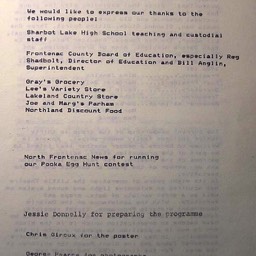 We would like to express our thanks to the
following people:
Sharbot Lake High School teaching and custodial
staff
Frontenac County Board of Education, especially Reg
Shadbolt, Director of Education and Bill Anglin,
Superintendent
Gray's Grocery
Lee's Variety Store
Lakeland Country Store
Joe and Marg's Parham
Northland Discount Food
North Frontenac News for running
our Pooka Egg Hunt contest
Jessie Donnelly for preparing the programme
Chris Giroux for the poster
George